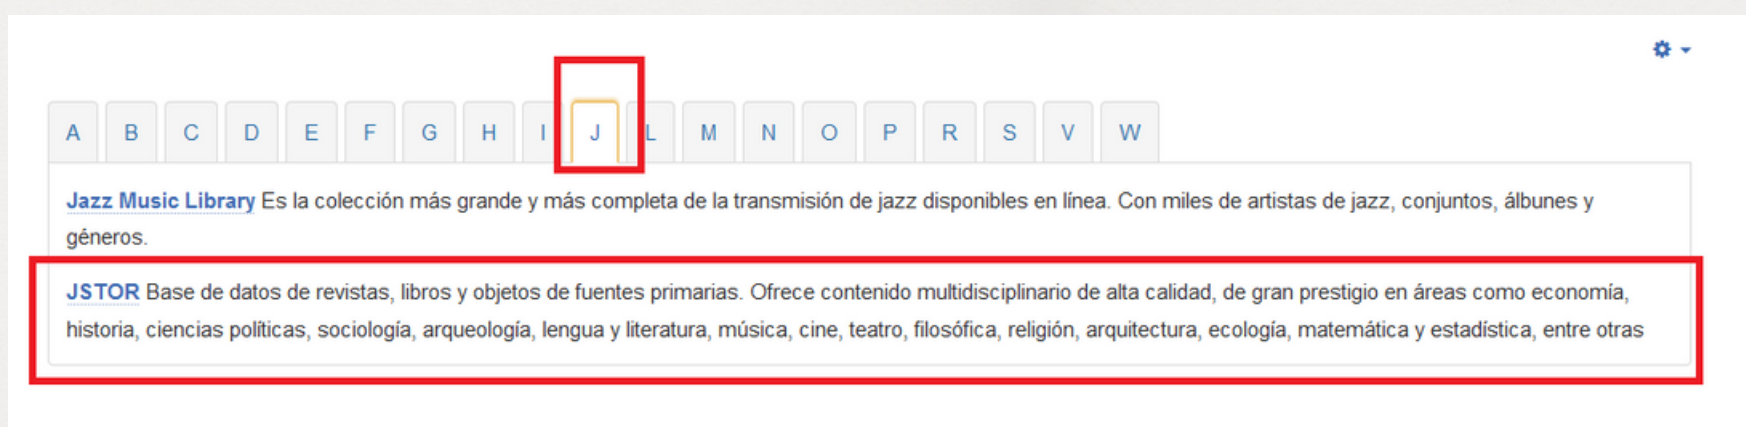 A B C D E F G H I J L M N O P R S V W
Jazz Music Library Es la colección más grande y más completa de la transmisión de jazz disponibles en línea. Con miles de artistas de jazz, conjuntos, álbunes y
géneros.
JSTOR Base de datos de revistas, libros y objetos de fuentes primarias. Ofrece contenido multidisciplinario de alta calidad, de gran prestigio en áreas como economía,
historia, ciencias políticas, sociología, arqueología, lengua y literatura, música, cine, teatro, filosófica, religión, arquitectura, ecología, matemática y estadística, entre otras